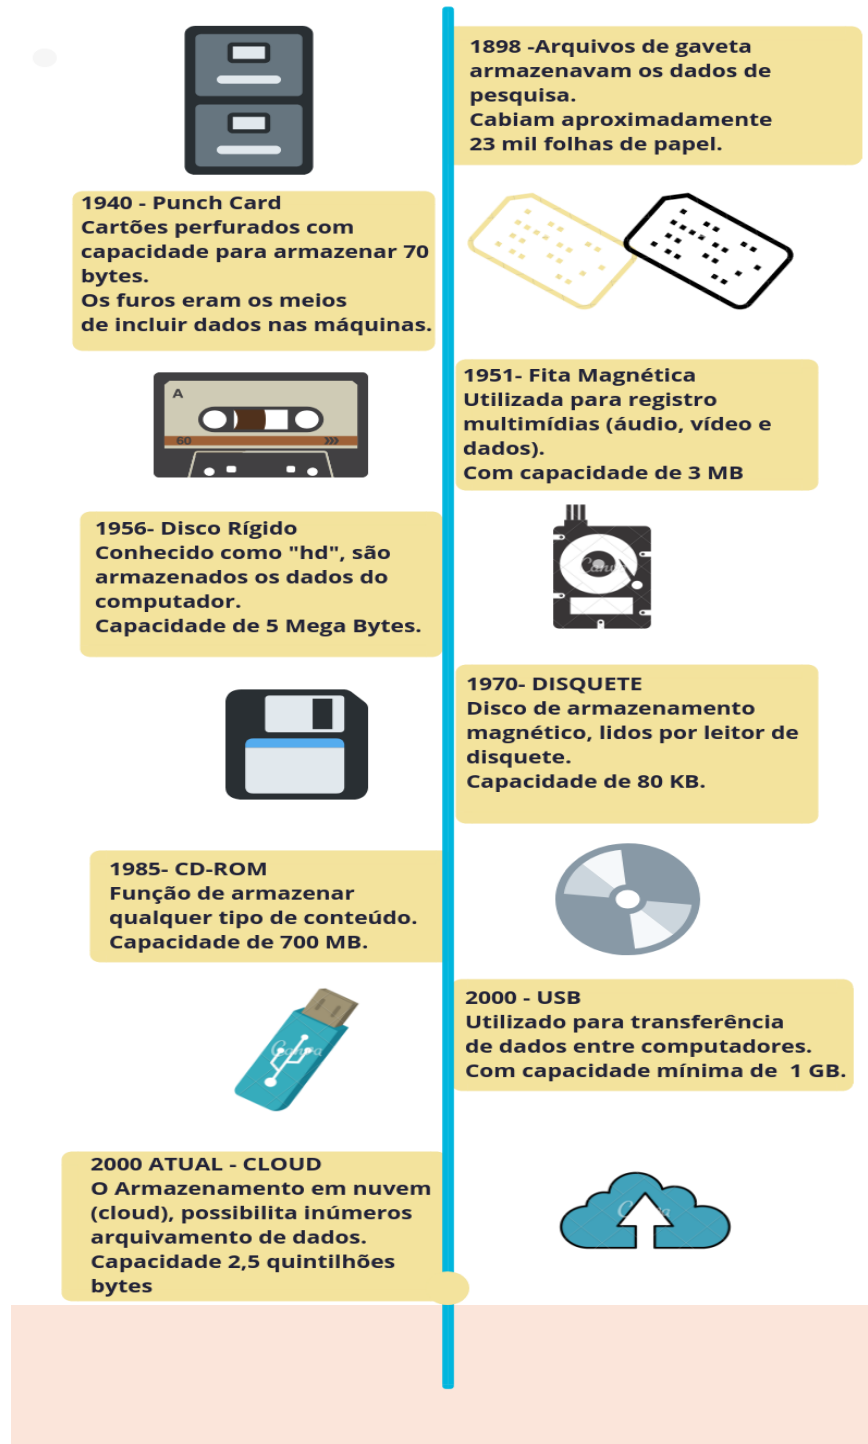 1898 -Arquivos de gaveta
armazenavam os dados de
pesquisa.
Cabiam aproximadamente
23 mil folhas de papel.
1940 - Punch Card
Cartões perfurados com
capacidade para armazenar 70
bytes.
Os furos eram os meios
de incluir dados nas máquinas.
A
60
1951- Fita Magnética
Utilizada para registro
multimídias (áudio, vídeo e
dados).
Com capacidade de 3 MB
1956- Disco Rígido
Conhecido como "hd", são
armazenados os dados do
computador.
Capacidade de 5 Mega Bytes.
Canva
1970- DISQUETE
Disco de armazenamento
magnético, lidos por leitor de
disquete.
Capacidade de 80 KB.
1985- CD-ROM
Função de armazenar
qualquer tipo de conteúdo.
Capacidade de 700 MB.
2000 - USB
Utilizado para transferência
de dados entre computadores.
Com capacidade mínima de  1 GB.
Canva
2000 ATUAL - CLOUD
O Armazenamento em nuvem
(cloud), possibilita inúmeros
arquivamento de dados.
Capacidade 2,5 quintilhões
bytes
Canva